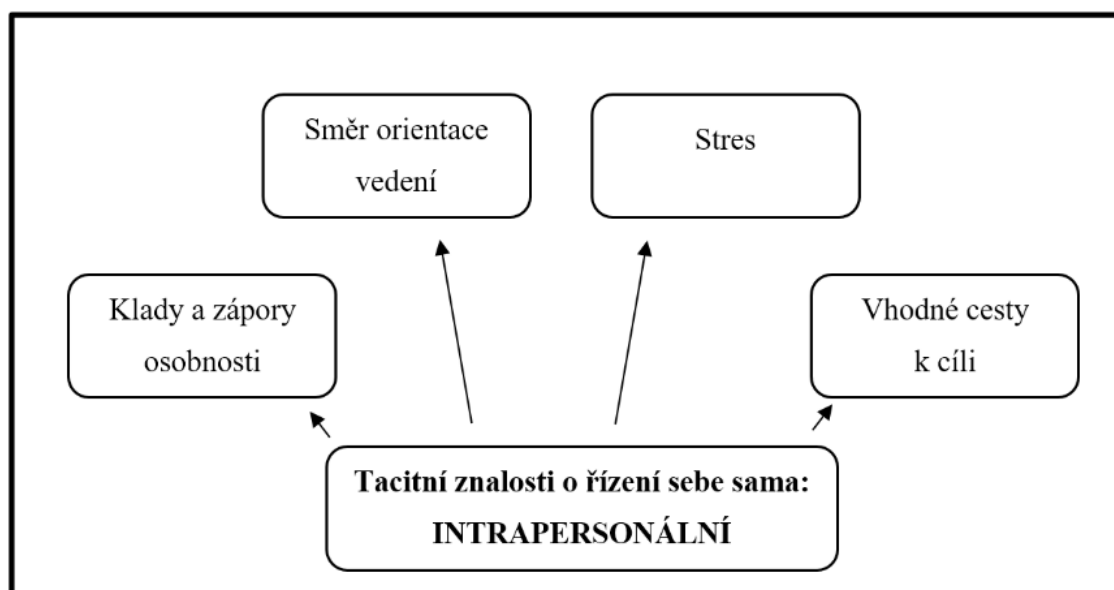 Směr orientace
vedení
Stres
Klady a zápory
osobnosti
Vhodné cesty
k cíli
Tacitní znalosti o řízení sebe sama:
INTRAPERSONÁLNÍ